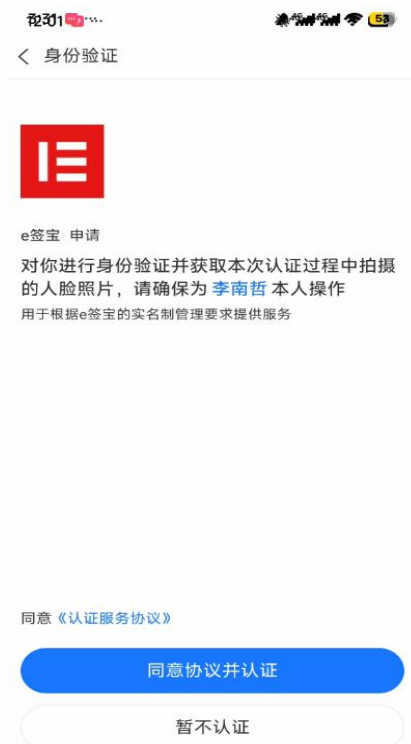 身份验证
e签宝 申请
对你进行身份验证并获取本次认证过程中拍摄
的人脸照片，请确保为 李南哲 本人操作
用于根据e签宝的实名制管理要求提供服务
同意《认证服务协议》
同意协议并认证
暂不认证